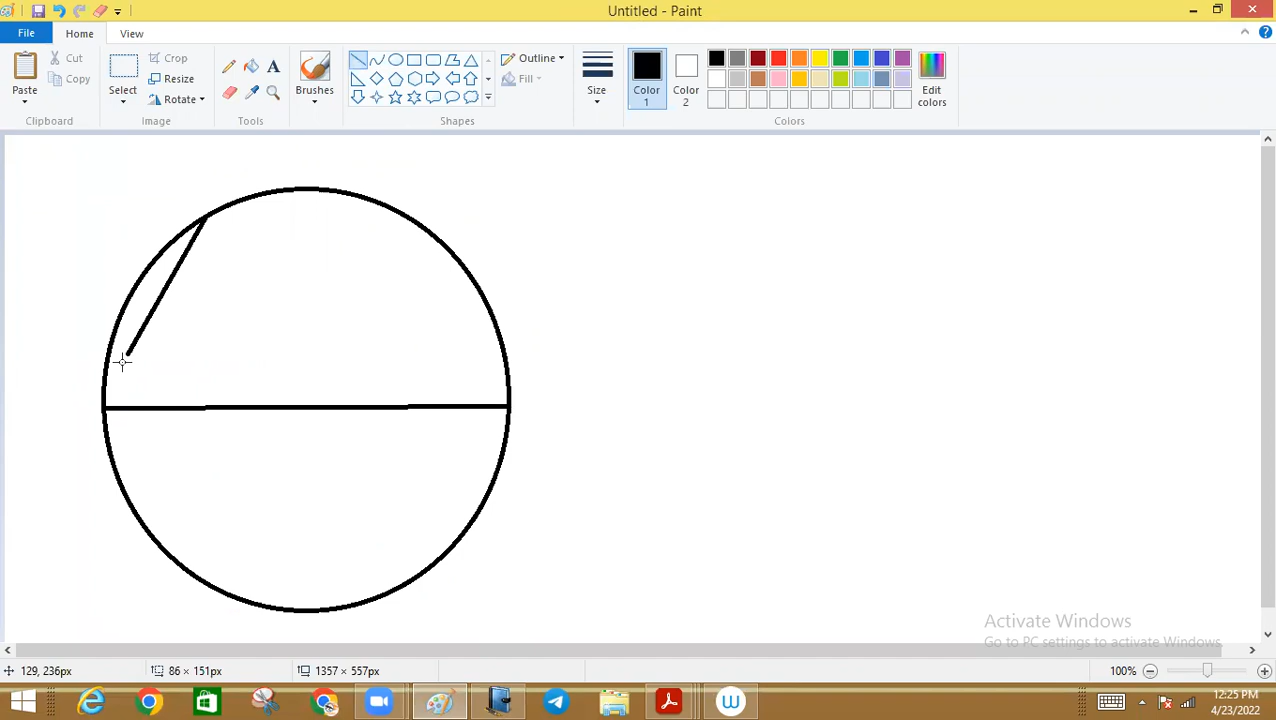 Untitled - Paint
File Home View
Paste
Cut
Copy
Clipboard
Select
Crop
Resize
Rotate
Image
A
Tools
Brushes
Shapes
Outline
Fill
Size
Color 1
Color 2
Edit colors
Colors
Activate Windows
Go to PC settings to activate Windows.
129, 236px
86 × 151px
1357 × 557px
100%
12:25 PM
4/23/2022